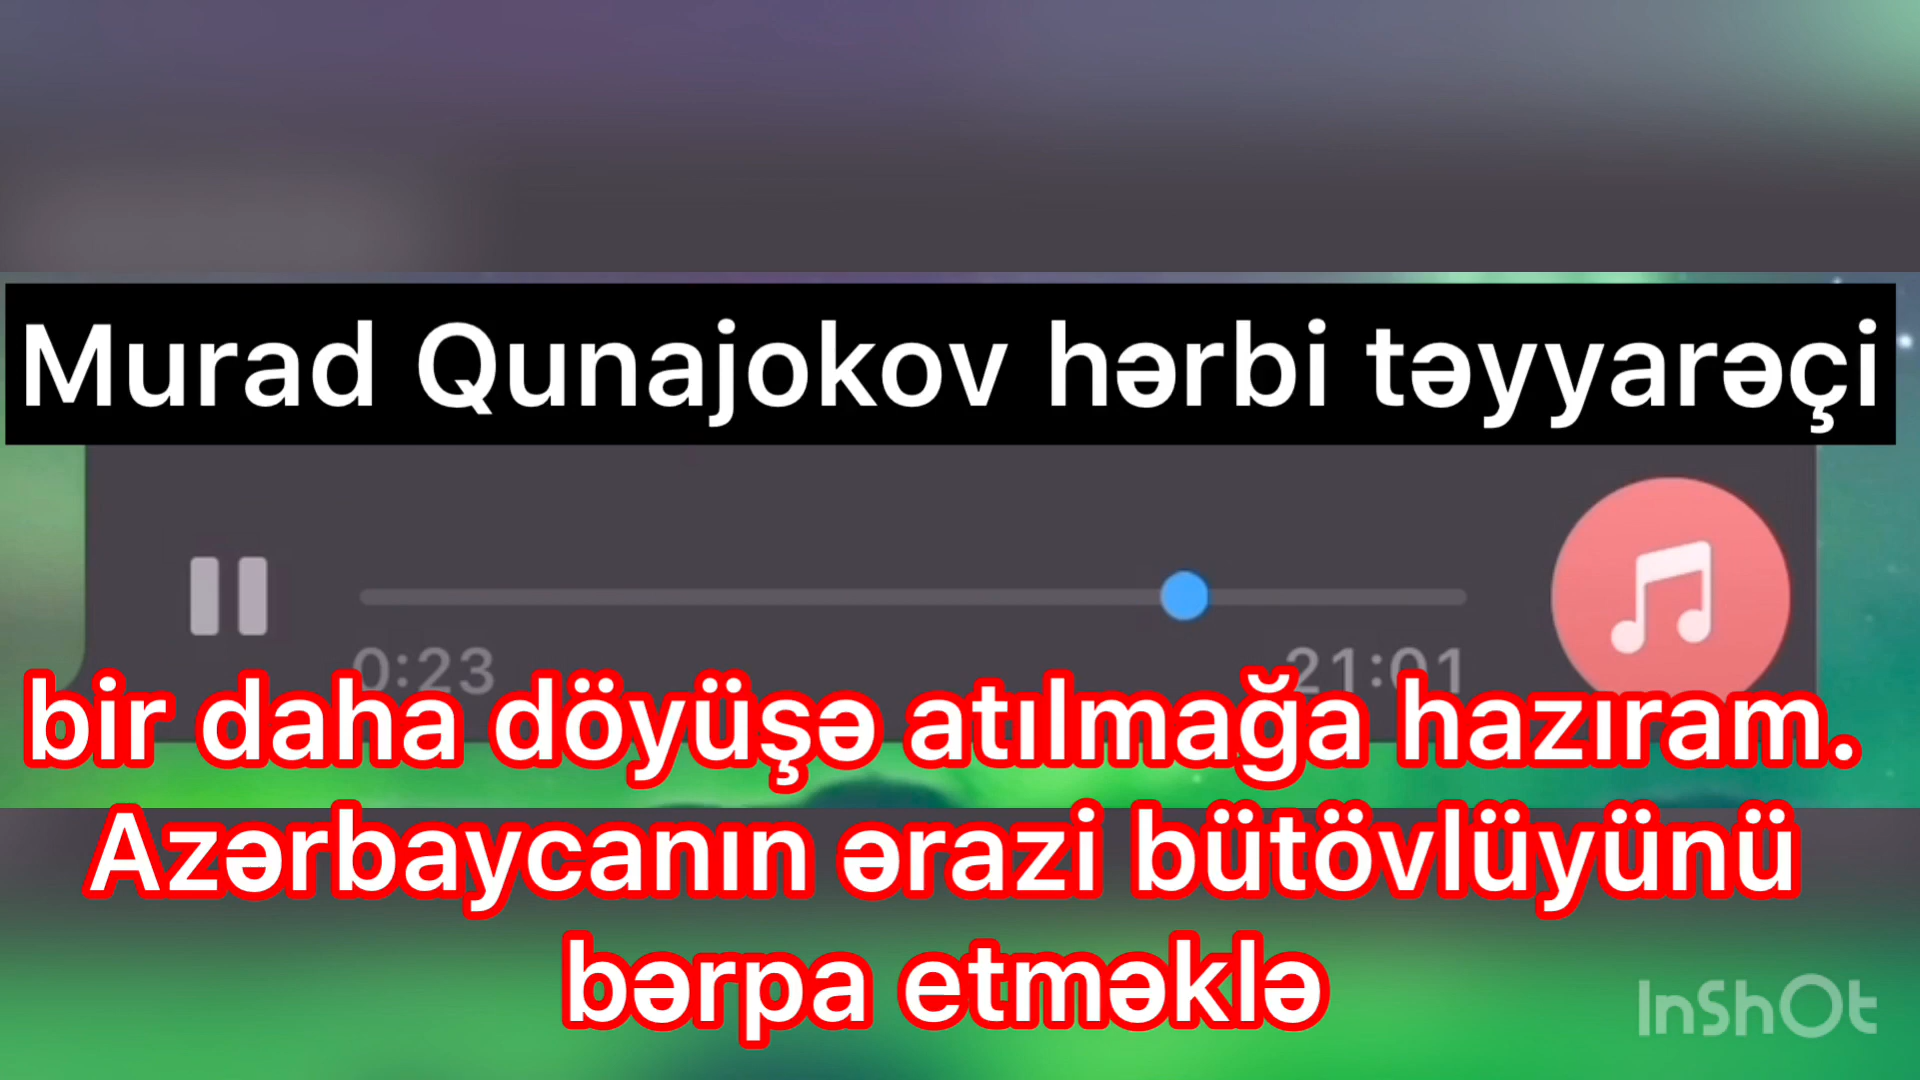 Murad Qunajokov hərbi təyyarəçi
0:23
21:01
bir daha döyüşə atılmağa hazıram.
Azərbaycanın ərazi bütövlüyünü
bərpa etməklə
InShOt